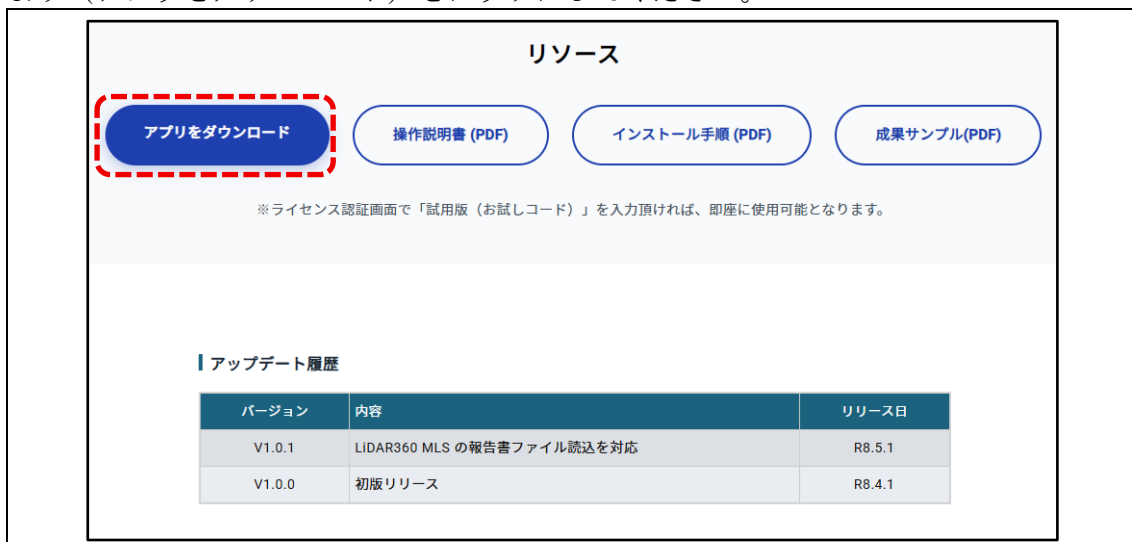 リソース
アプリをダウンロード 操作説明書 (PDF) インストール手順 (PDF) 成果サンプル(PDF)
※ライセンス認証画面で「試用版（お試しコード）」を入力頂ければ、即座に使用可能となります。
アップデート履歴
バージョン 内容 リリース日
V1.0.1 LiDAR360 MLS の報告書ファイル読込を対応 R8.5.1
V1.0.0 初版リリース R8.4.1